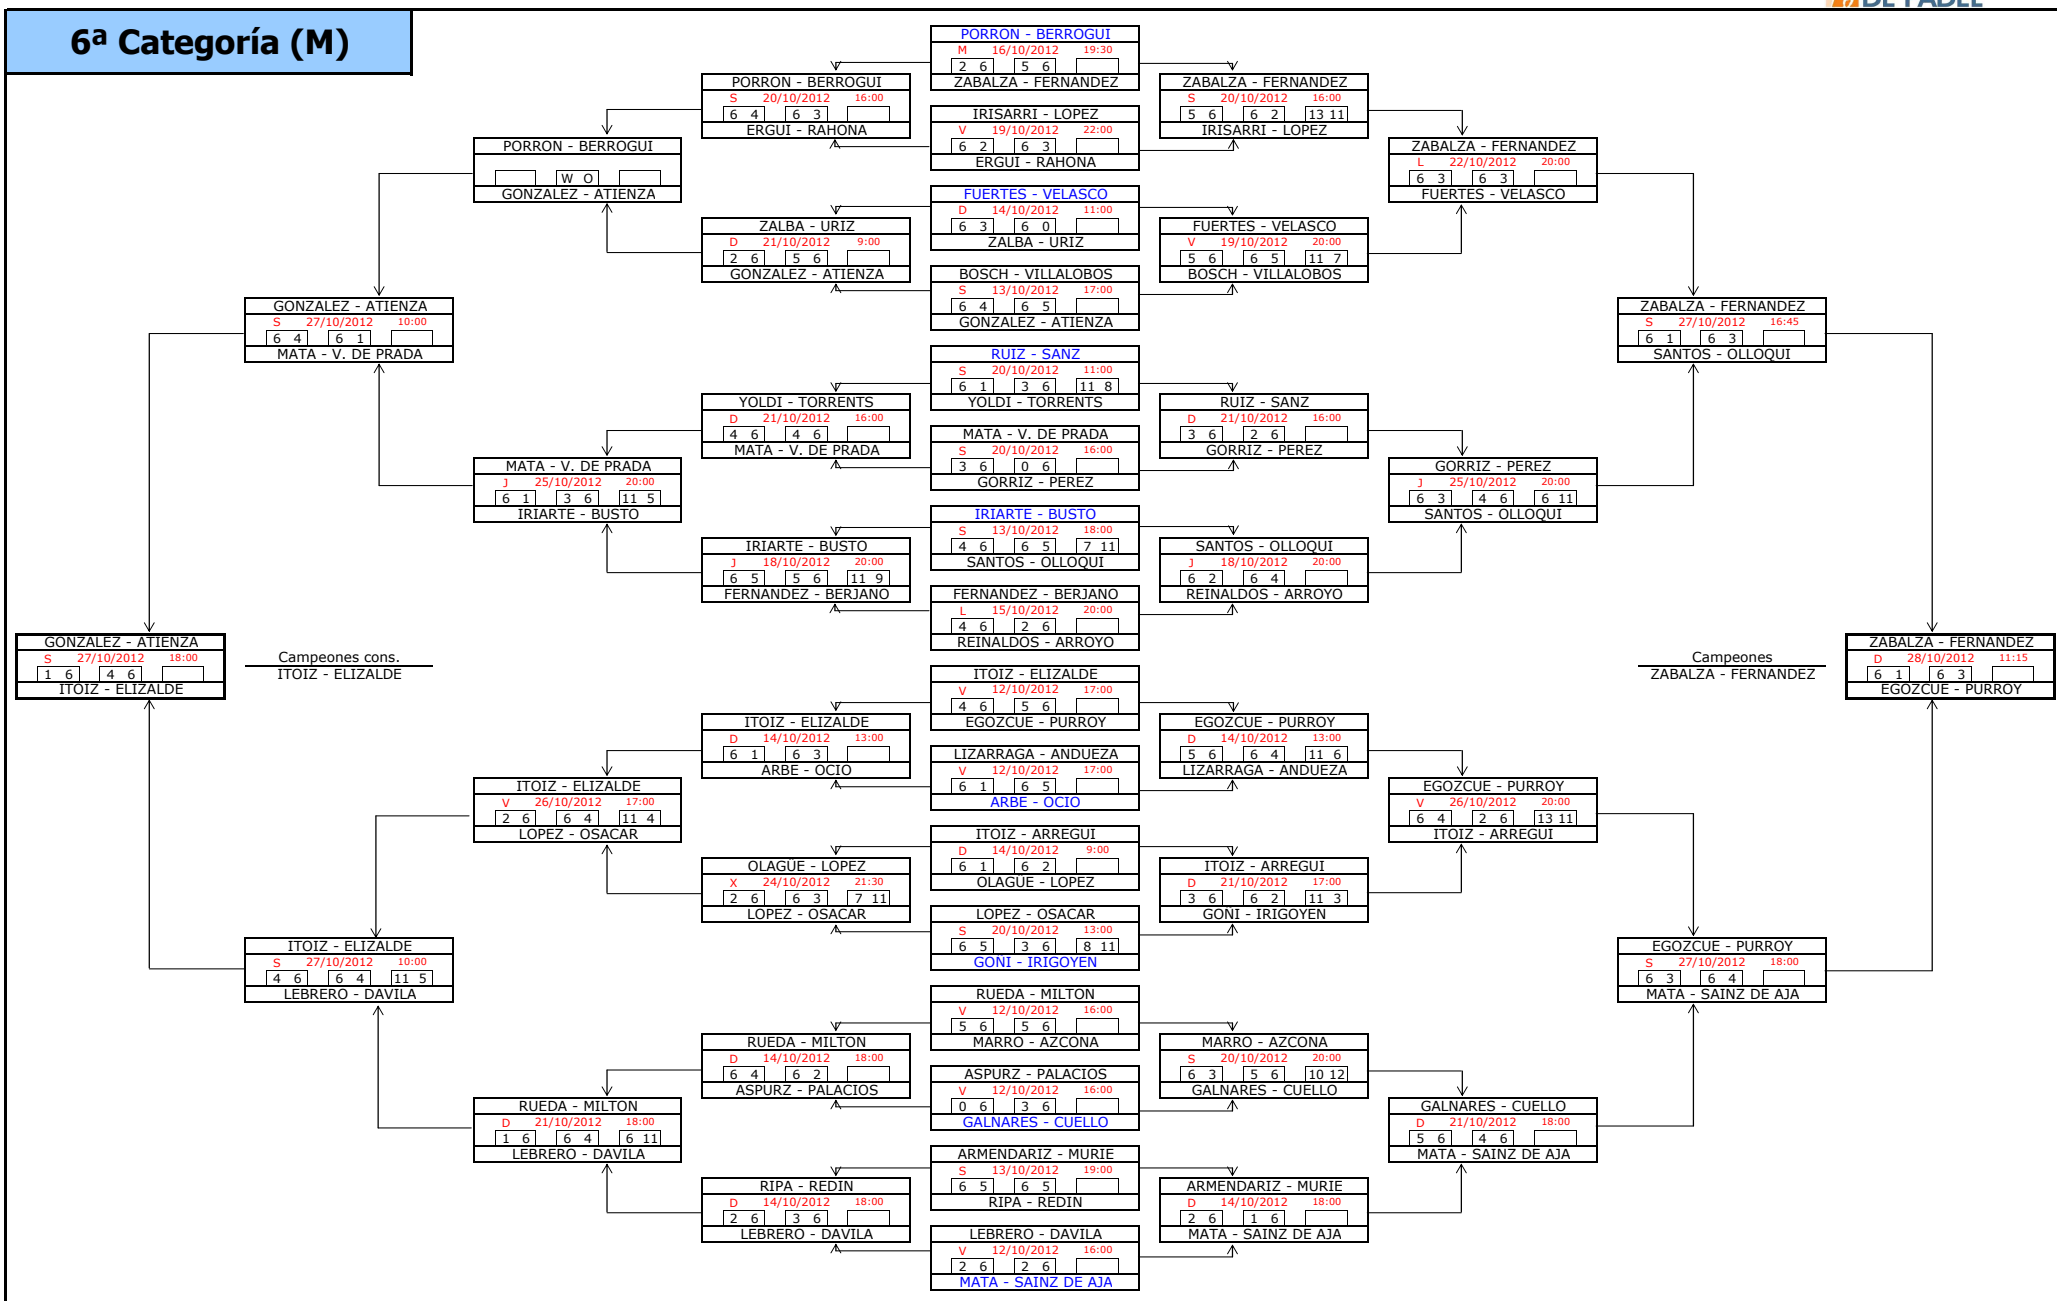 DE PADEL
6ª Categoría (M)
PORRON - BERROGUI
M 16/10/2012 19:30
2 6 5 6
ZABALZA - FERNANDEZ
IRISARRI - LOPEZ
V 19/10/2012 22:00
6 2 6 3
ERGUI - RAHONA
FUERTES - VELASCO
D 14/10/2012 11:00
6 3 6 0
ZALBA - URIZ
BOSCH - VILLALOBOS
S 13/10/2012 17:00
6 4 6 5
GONZALEZ - ATIENZA
RUIZ - SANZ
S 20/10/2012 11:00
6 1 3 6 11 8
YOLDI - TORRENTS
MATA - V. DE PRADA
S 20/10/2012 16:00
3 6 0 6
GORRIZ - PEREZ
IRIARTE - BUSTO
S 13/10/2012 18:00
4 6 6 5 7 11
SANTOS - OLLOQUI
FERNANDEZ - BERJANO
L 15/10/2012 20:00
4 6 2 6
REINALDOS - ARROYO
ITOIZ - ELIZALDE
V 12/10/2012 17:00
4 6 5 6
EGOZCUE - PURROY
LIZARRAGA - ANDUEZA
V 12/10/2012 17:00
6 1 6 5
ARBE - OCIO
ITOIZ - ARREGUI
D 14/10/2012 9:00
6 1 6 2
OLAGÜE - LOPEZ
LOPEZ - OSACAR
S 20/10/2012 13:00
6 5 3 6 8 11
GOÑI - IRIGOYEN
RUEDA - MILTON
V 12/10/2012 16:00
5 6 5 6
MARRO - AZCONA
ASPURZ - PALACIOS
V 12/10/2012 16:00
0 6 3 6
GALNARES - CUELLO
ARMENDARIZ - MURIE
S 13/10/2012 19:00
6 5 6 5
RIPA - REDIN
LEBRERO - DAVILA
V 12/10/2012 16:00
2 6 2 6
MATA - SAINZ DE AJA
PORRON - BERROGUI
S 20/10/2012 16:00
6 4 6 3
ERGUI - RAHONA
ZALBA - URIZ
D 21/10/2012 9:00
2 6 5 6
GONZALEZ - ATIENZA
YOLDI - TORRENTS
D 21/10/2012 16:00
4 6 4 6
MATA - V. DE PRADA
IRIARTE - BUSTO
J 18/10/2012 20:00
6 5 5 6 11 9
FERNANDEZ - BERJANO
ITOIZ - ELIZALDE
D 14/10/2012 13:00
6 1 6 3
ARBE - OCIO
OLAGÜE - LOPEZ
X 24/10/2012 21:30
2 6 6 3 7 11
LOPEZ - OSACAR
RUEDA - MILTON
D 14/10/2012 18:00
6 4 6 2
ASPURZ - PALACIOS
RIPA - REDIN
D 14/10/2012 18:00
2 6 3 6
LEBRERO - DAVILA
PORRON - BERROGUI
W O
GONZALEZ - ATIENZA
MATA - V. DE PRADA
J 25/10/2012 20:00
6 1 3 6 11 5
IRIARTE - BUSTO
ITOIZ - ELIZALDE
V 26/10/2012 17:00
2 6 6 4 11 4
LOPEZ - OSACAR
RUEDA - MILTON
D 21/10/2012 18:00
1 6 6 4 6 11
LEBRERO - DAVILA
GONZALEZ - ATIENZA
S 27/10/2012 10:00
6 4 6 1
MATA - V. DE PRADA
ITOIZ - ELIZALDE
S 27/10/2012 10:00
4 6 6 4 11 5
LEBRERO - DAVILA
GONZALEZ - ATIENZA
S 27/10/2012 18:00
1 6 4 6
ITOIZ - ELIZALDE
Campeones cons.
ITOIZ - ELIZALDE
ZABALZA - FERNANDEZ
S 20/10/2012 16:00
5 6 6 2 13 11
IRISARRI - LOPEZ
FUERTES - VELASCO
V 19/10/2012 20:00
5 6 6 5 11 7
BOSCH - VILLALOBOS
RUIZ - SANZ
D 21/10/2012 16:00
3 6 2 6
GORRIZ - PEREZ
SANTOS - OLLOQUI
J 18/10/2012 20:00
6 2 6 4
REINALDOS - ARROYO
EGOZCUE - PURROY
D 14/10/2012 13:00
5 6 6 4 11 6
LIZARRAGA - ANDUEZA
ITOIZ - ARREGUI
D 21/10/2012 17:00
3 6 6 2 11 3
GOÑI - IRIGOYEN
MARRO - AZCONA
S 20/10/2012 20:00
6 3 5 6 10 12
GALNARES - CUELLO
ARMENDARIZ - MURIE
D 14/10/2012 18:00
2 6 1 6
MATA - SAINZ DE AJA
ZABALZA - FERNANDEZ
L 22/10/2012 20:00
6 3 6 3
FUERTES - VELASCO
GORRIZ - PEREZ
J 25/10/2012 20:00
6 3 4 6 6 11
SANTOS - OLLOQUI
EGOZCUE - PURROY
V 26/10/2012 20:00
6 4 2 6 13 11
ITOIZ - ARREGUI
GALNARES - CUELLO
D 21/10/2012 18:00
5 6 4 6
MATA - SAINZ DE AJA
ZABALZA - FERNANDEZ
S 27/10/2012 16:45
6 1 6 3
SANTOS - OLLOQUI
EGOZCUE - PURROY
S 27/10/2012 18:00
6 3 6 4
MATA - SAINZ DE AJA
Campeones
ZABALZA - FERNANDEZ
ZABALZA - FERNANDEZ
D 28/10/2012 11:15
6 1 6 3
EGOZCUE - PURROY